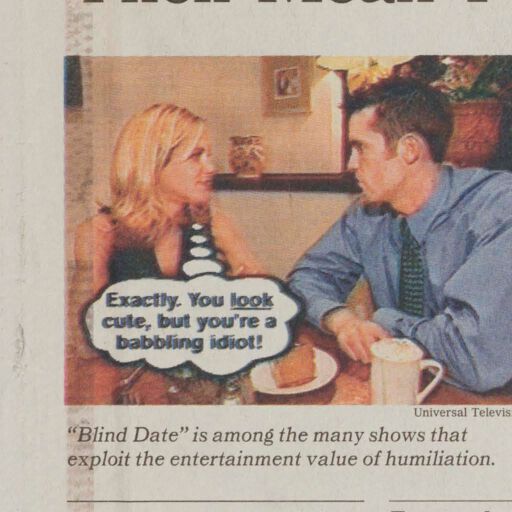 Exactly. You look
cute, but you're a
babbling idiot!
Universal Televis
"Blind Date" is among the many shows that
exploit the entertainment value of humiliation.